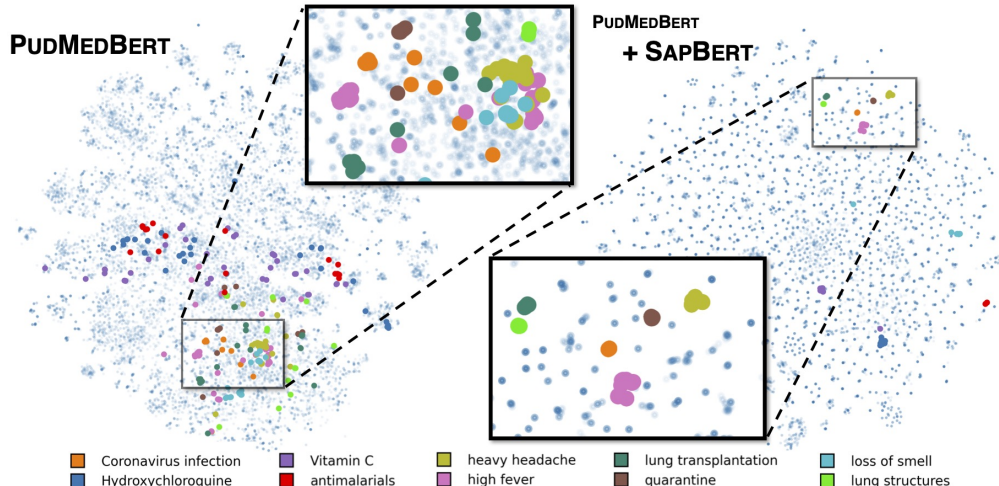 PUDMEDBERT
PUDMEDBERT
+ SAPBERT
Coronavirus infection
Vitamin C
heavy headache
lung transplantation
loss of smell
Hydroxychloroquine
antimalarials
high fever
quarantine
lung structures